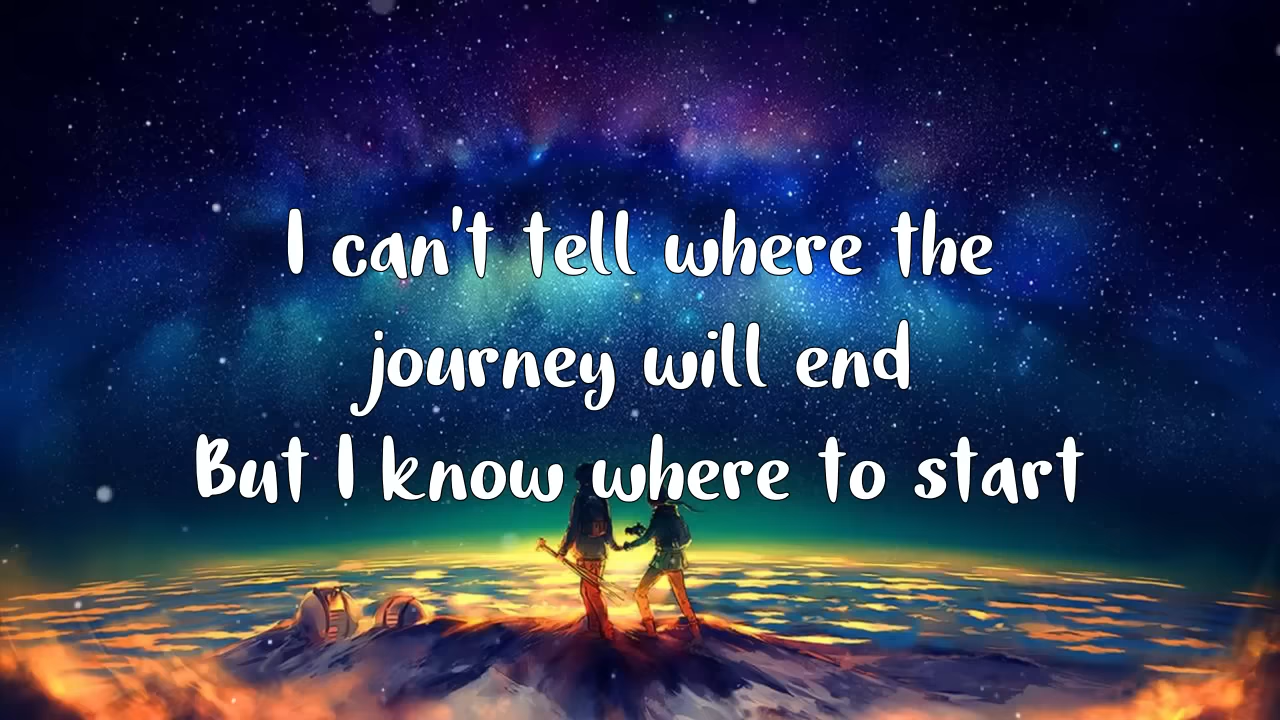 I can't tell where the
journey will end
But I know where to start